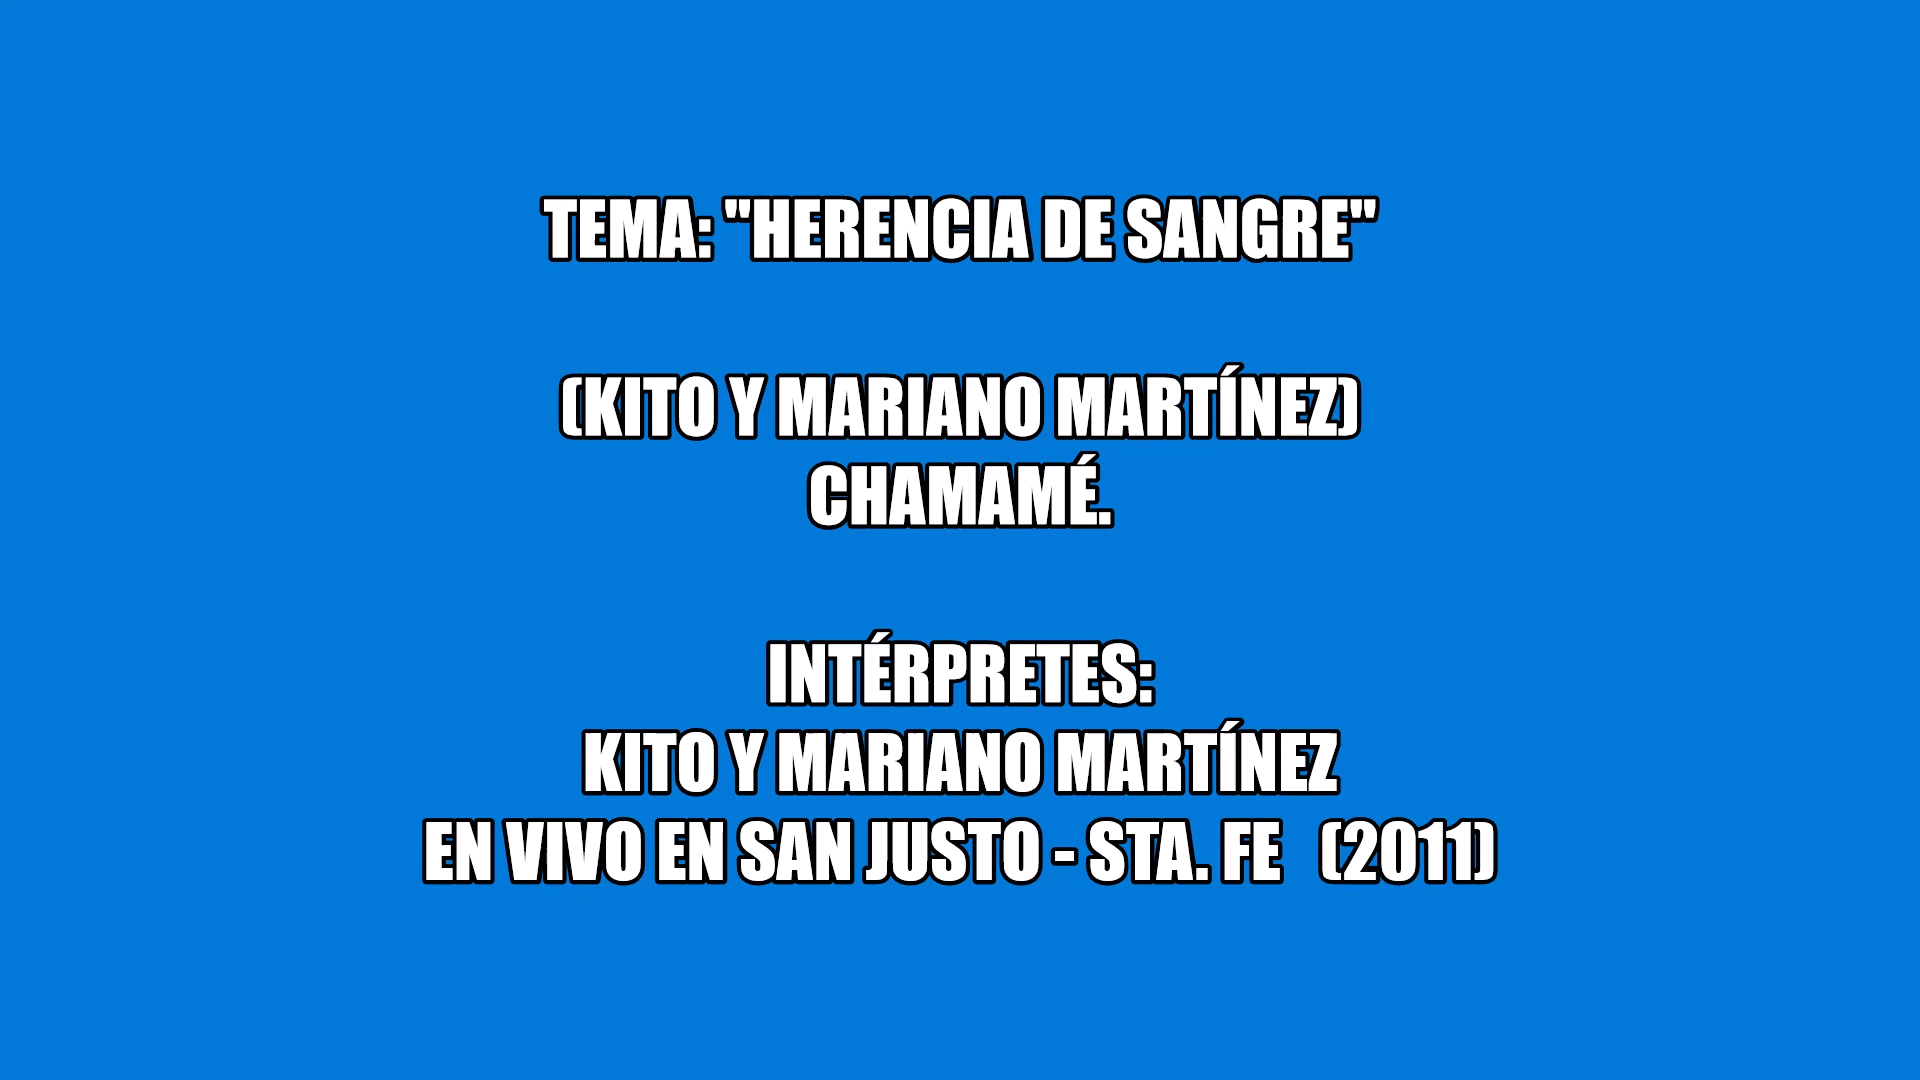 TEMA: "HERENCIA DE SANGRE"
(KITO Y MARIANO MARTÍNEZ)
CHAMAMÉ.
INTÉRPRETES:
KITO Y MARIANO MARTÍNEZ
EN VIVO EN SAN JUSTO - STA. FE (2011)